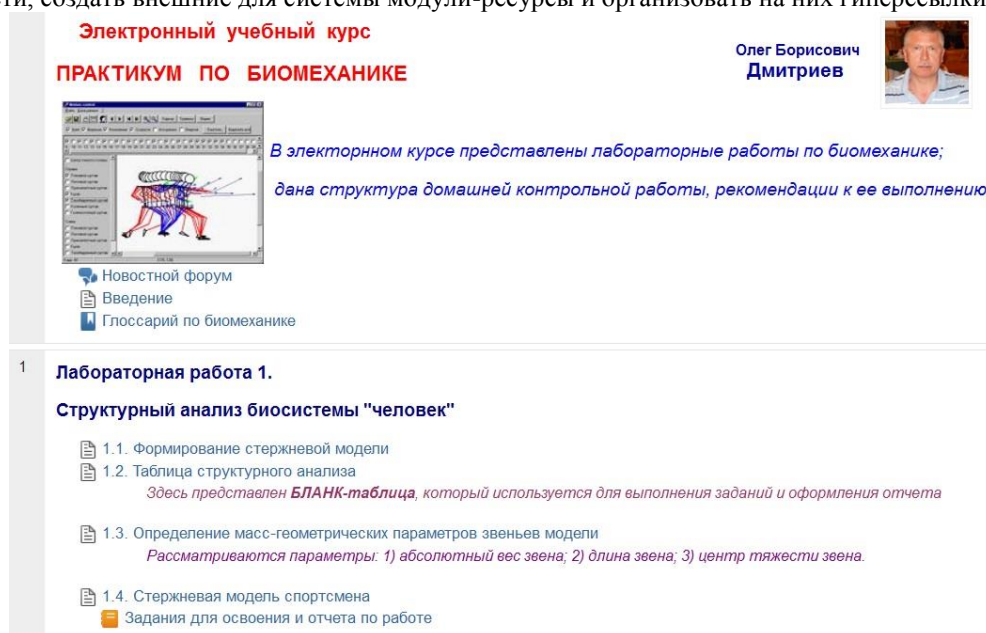 сти, создать внешние для системы модули-ресурсы и организовать на них гиперссылки
Электронный учебный курс
ПРАКТИКУМ ПО БИОМЕХАНИКЕ
Олег Борисович
Дмитриев
В электорнном курсе представлены лабораторные работы по биомеханике;
дана структура домашней контрольной работы, рекомендации к ее выполнению
Новостной форум
Введение
Глоссарий по биомеханике
1
Лабораторная работа 1.
Структурный анализ биосистемы "человек"
1.1. Формирование стержневой модели
1.2. Таблица структурного анализа
Здесь представлен БЛАНК-таблица, который используется для выполнения заданий и оформления отчета
1.3. Определение масс-геометрических параметров звеньев модели
Рассматриваются параметры: 1) абсолютный вес звена; 2) длина звена; 3) центр тяжести звена.
1.4. Стержневая модель спортсмена
Задания для освоения и отчета по работе